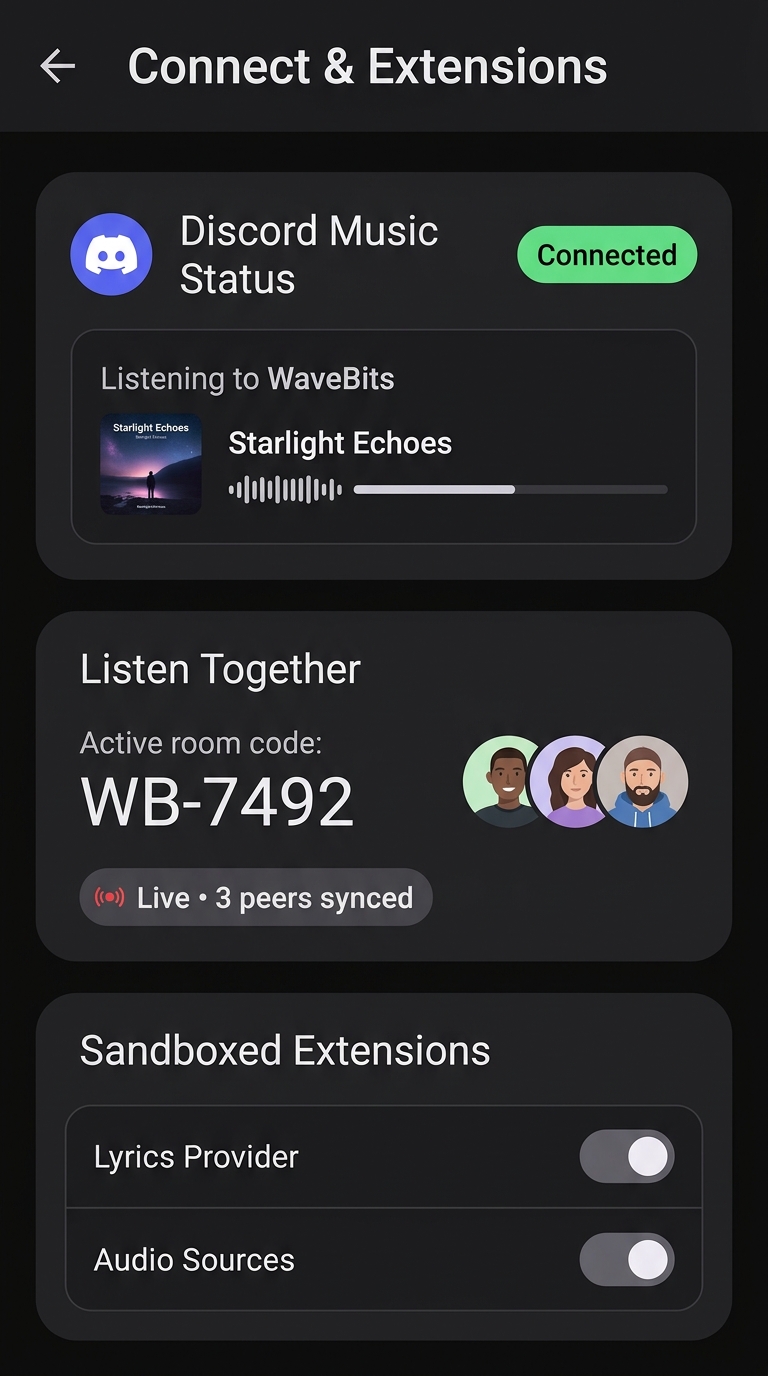 Connect & Extensions
Discord Music
Status
Connected
Listening to WaveBits
Starlight Echoes
Starlight Echoes
Listen Together
Active room code:
WB-7492
Live • 3 peers synced
Sandboxed Extensions
Lyrics Provider
Audio Sources